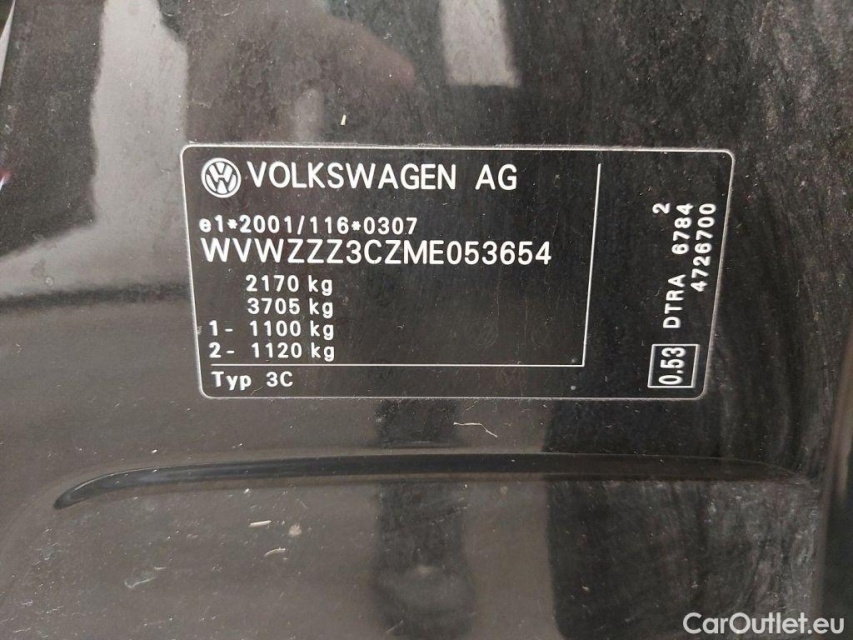 VOLKSWAGEN AG
e1*2001/116*0307
WVWZZZ3CZME053654
2170 kg
3705 kg
1- 1100 kg
2- 1120 kg
Typ 3C
0.53
DTRA 6784 2
4726700
CarOutlet.eu